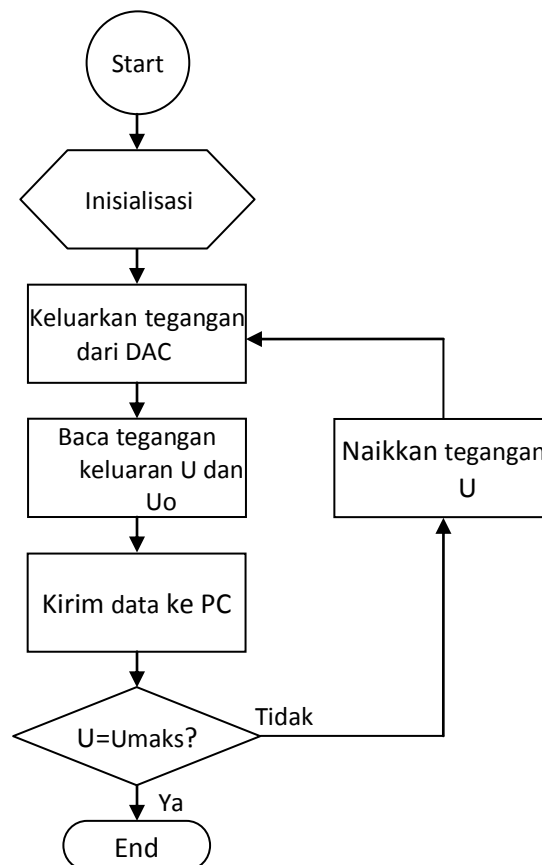 Start
Inisialisasi
Keluarkan tegangan
dari DAC
Baca tegangan
keluaran U dan
Uo
Naikkan tegangan
U
Kirim data ke PC
U=Umaks?
Tidak
Ya
End